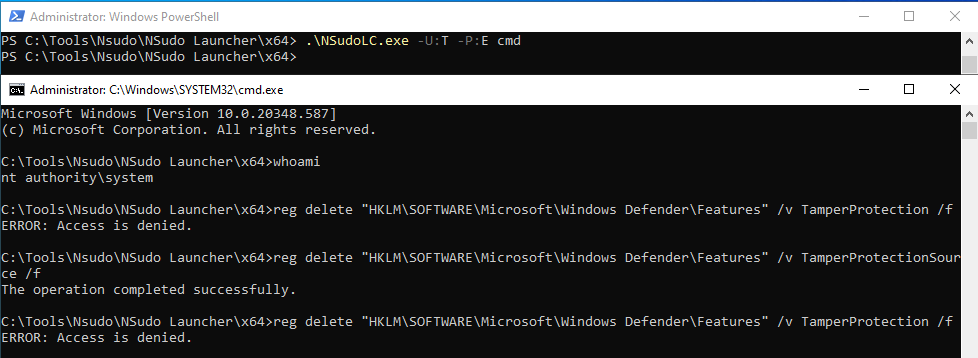 Administrator: Windows PowerShell
PS C:\Tools\Nsudo\NSudo Launcher\x64> .\NSudoLC.exe -U:T -P:E cmd
PS C:\Tools\Nsudo\NSudo Launcher\x64>
Administrator: C:\Windows\SYSTEM32\cmd.exe
Microsoft Windows [Version 10.0.20348.587]
(c) Microsoft Corporation. All rights reserved.
C:\Tools\Nsudo\NSudo Launcher\x64>whoami
nt authority\system
C:\Tools\Nsudo\NSudo Launcher\x64>reg delete "HKLM\SOFTWARE\Microsoft\Windows Defender\Features" /v TamperProtection /f
ERROR: Access is denied.
C:\Tools\Nsudo\NSudo Launcher\x64>reg delete "HKLM\SOFTWARE\Microsoft\Windows Defender\Features" /v TamperProtectionSour
ce /f
The operation completed successfully.
C:\Tools\Nsudo\NSudo Launcher\x64>reg delete "HKLM\SOFTWARE\Microsoft\Windows Defender\Features" /v TamperProtection /f
ERROR: Access is denied.